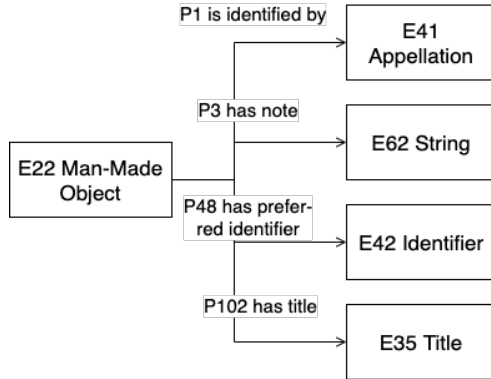 P1 is identified by
E41
Appellation
P3 has note
E62 String
E22 Man-Made
Object
P48 has prefer-
red identifier
E42 Identifier
P102 has title
E35 Title